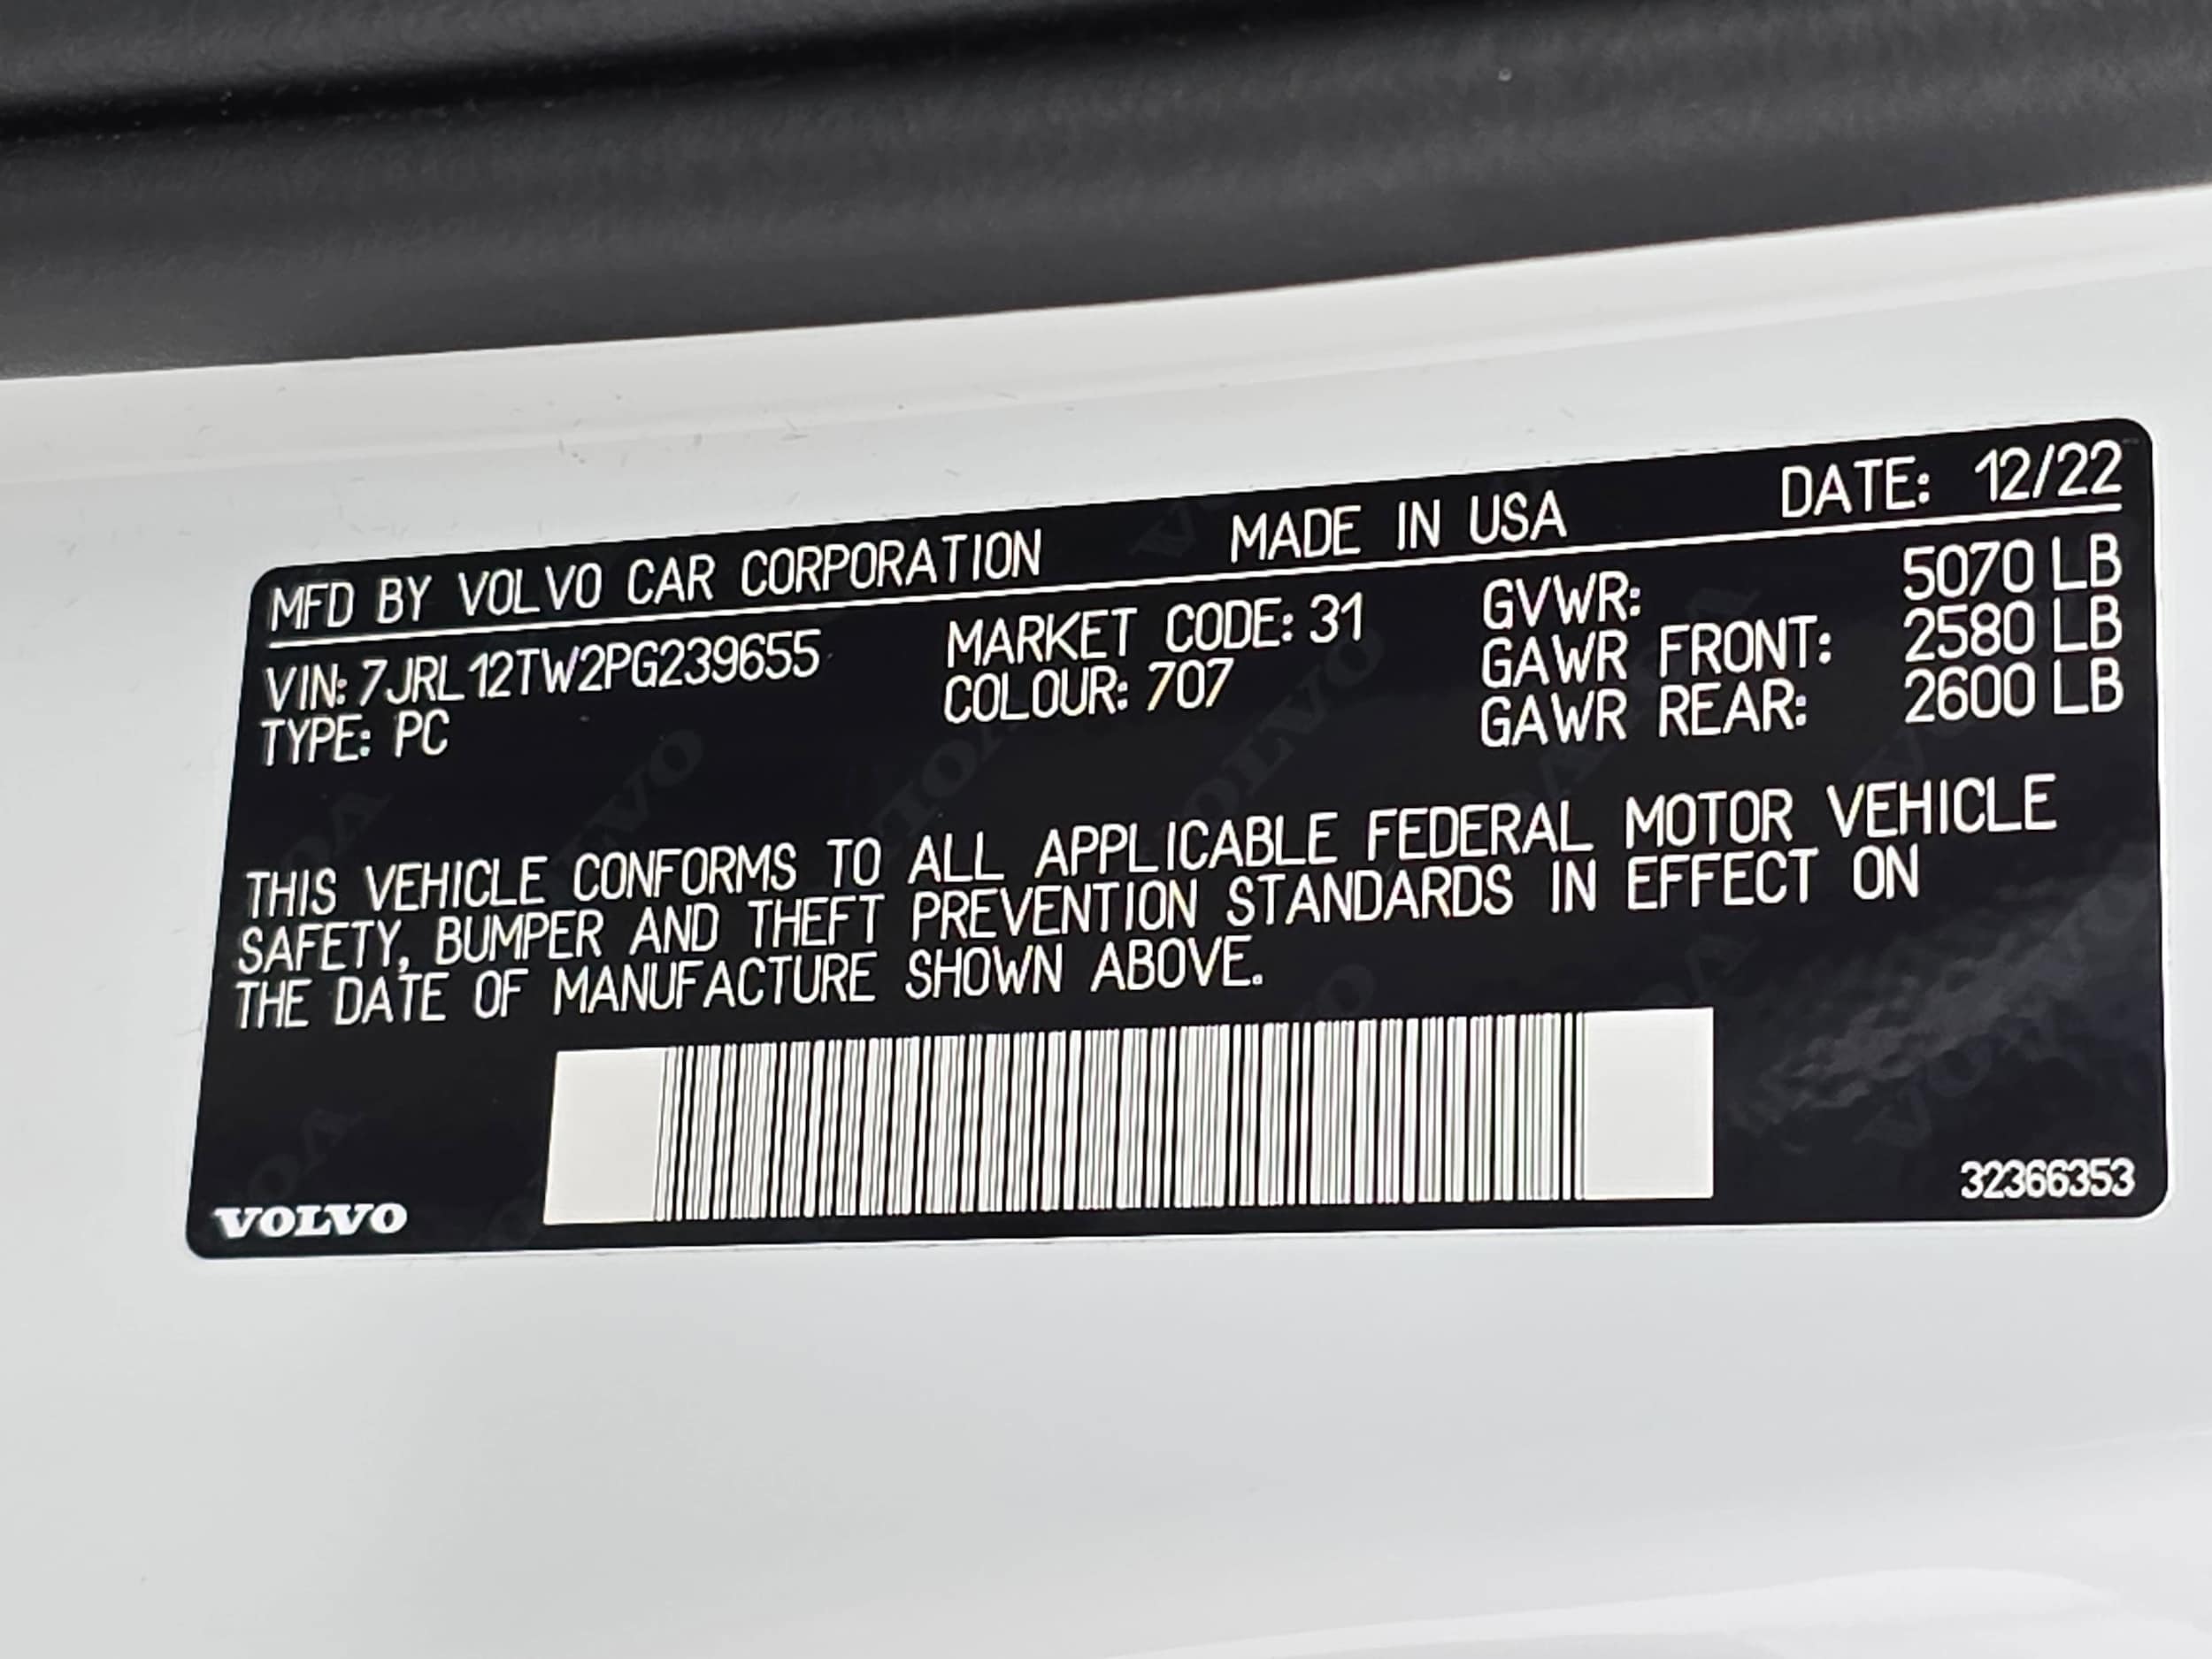 MFD BY VOLVO CAR CORPORATION MADE IN USA DATE: 12/22
VIN: 7JRL12TW2PG239655 MARKET CODE: 31 GVWR: 5070 LB
TYPE: PC COLOUR: 707 GAWR FRONT: 2580 LB
GAWR REAR: 2600 LB
THIS VEHICLE CONFORMS TO ALL APPLICABLE FEDERAL MOTOR VEHICLE
SAFETY, BUMPER AND THEFT PREVENTION STANDARDS IN EFFECT ON
THE DATE OF MANUFACTURE SHOWN ABOVE.
VOLVO 32366353